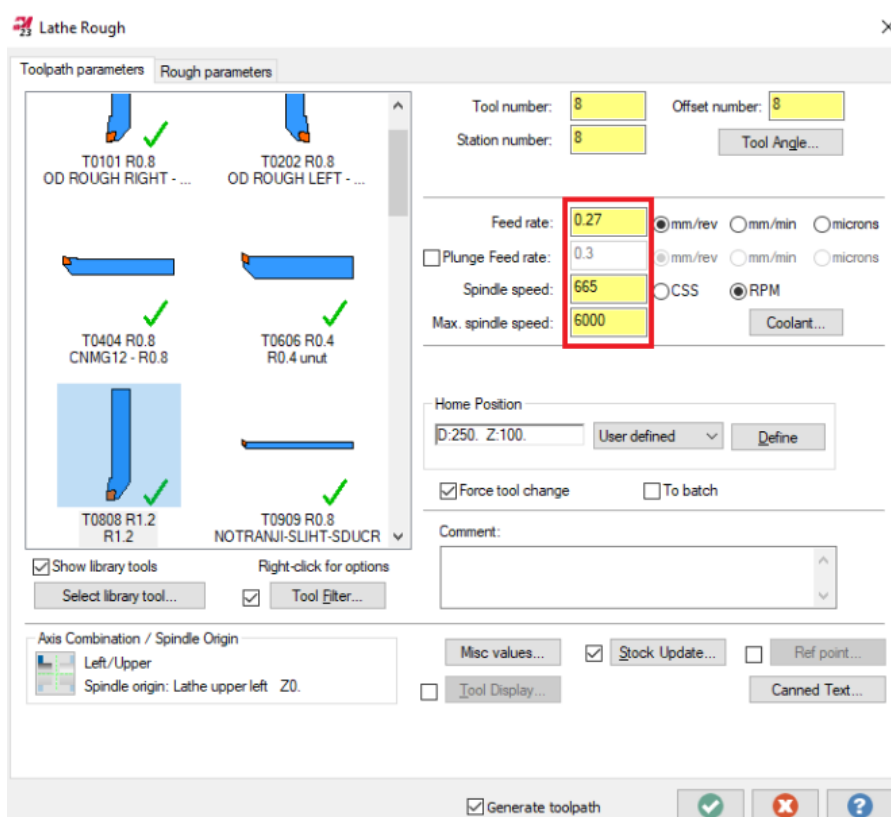 23
Lathe Rough
Toolpath parameters
Rough parameters
T0101 R0.8
OD ROUGH RIGHT - ...
T0202 R0.8
OD ROUGH LEFT - ...
T0404 R0.8
CNMG12 - R0.8
T0606 R0.4
R0.4 unut
T0808 R1.2
R1.2
T0909 R0.8
NOTRANJI-SLIHT-SDUCR
Show library tools
Right-click for options
Select library tool...
Tool Filter...
Tool number: 8
Offset number: 8
Station number: 8
Tool Angle...
Feed rate: 0.27 mm/rev mm/min microns
Plunge Feed rate: 0.3 mm/rev mm/min microns
Spindle speed: 665 CSS RPM
Max. spindle speed: 6000
Coolant...
Home Position
D:250. Z:100.
User defined
Define
Force tool change
To batch
Comment:
Axis Combination / Spindle Origin
Left/Upper
Spindle origin: Lathe upper left Z0.
Misc values...
Stock Update...
Ref point...
Tool Display...
Canned Text...
Generate toolpath